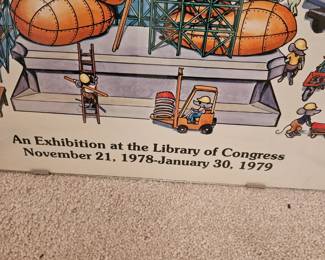 An Exhibition at the Library of Congress
November 21, 1978-January 30, 1979